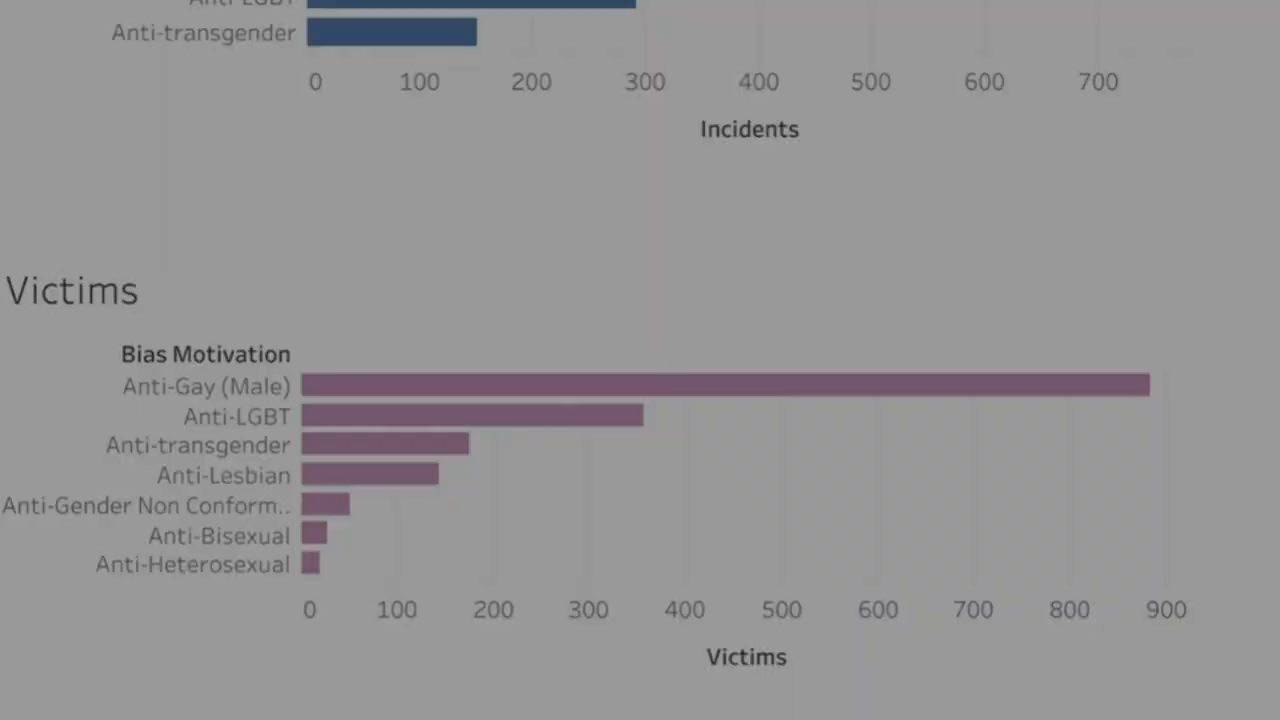 Anti-LGBT
Anti-transgender
0 100 200 300 400 500 600 700
Incidents
Victims
Bias Motivation
Anti-Gay (Male)
Anti-LGBT
Anti-transgender
Anti-Lesbian
Anti-Gender Non Conform..
Anti-Bisexual
Anti-Heterosexual
0 100 200 300 400 500 600 700 800 900
Victims